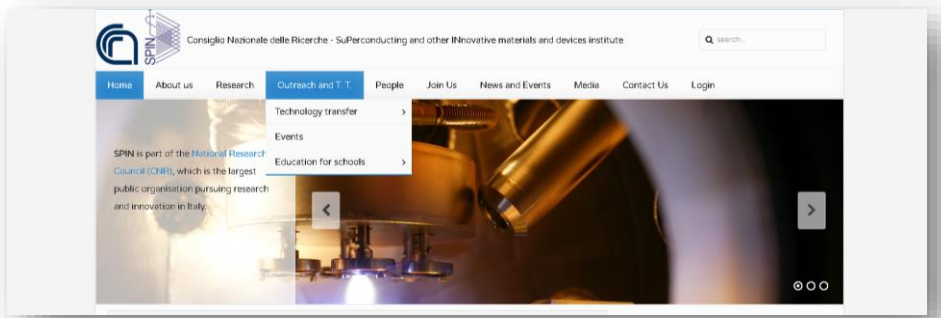 SPIN
Consiglio Nazionale delle Ricerche - SuPerconducting and other INnovative materials and devices institute
search...
Home About us Research Outreach and T. T. People Join Us News and Events Media Contact Us Login
Technology transfer
Events
Education for schools
SPIN is part of the National Research
Council (CNR), which is the largest
public organisation pursuing research
and innovation in Italy.